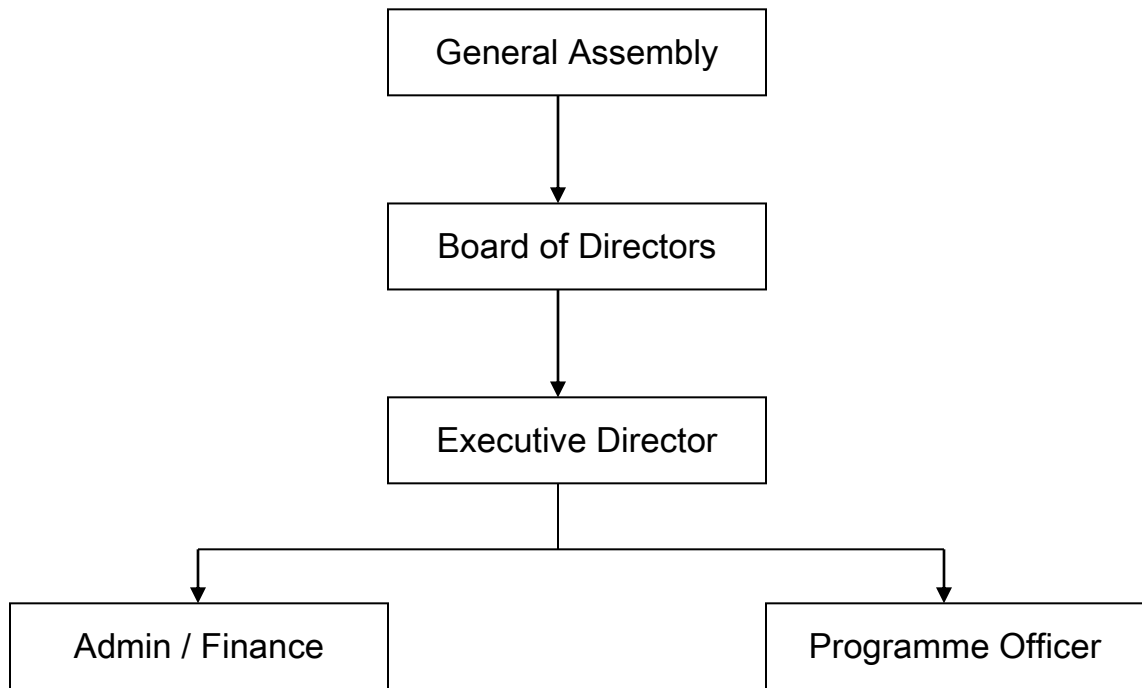 General Assembly
Board of Directors
Executive Director
Admin / Finance
Programme Officer